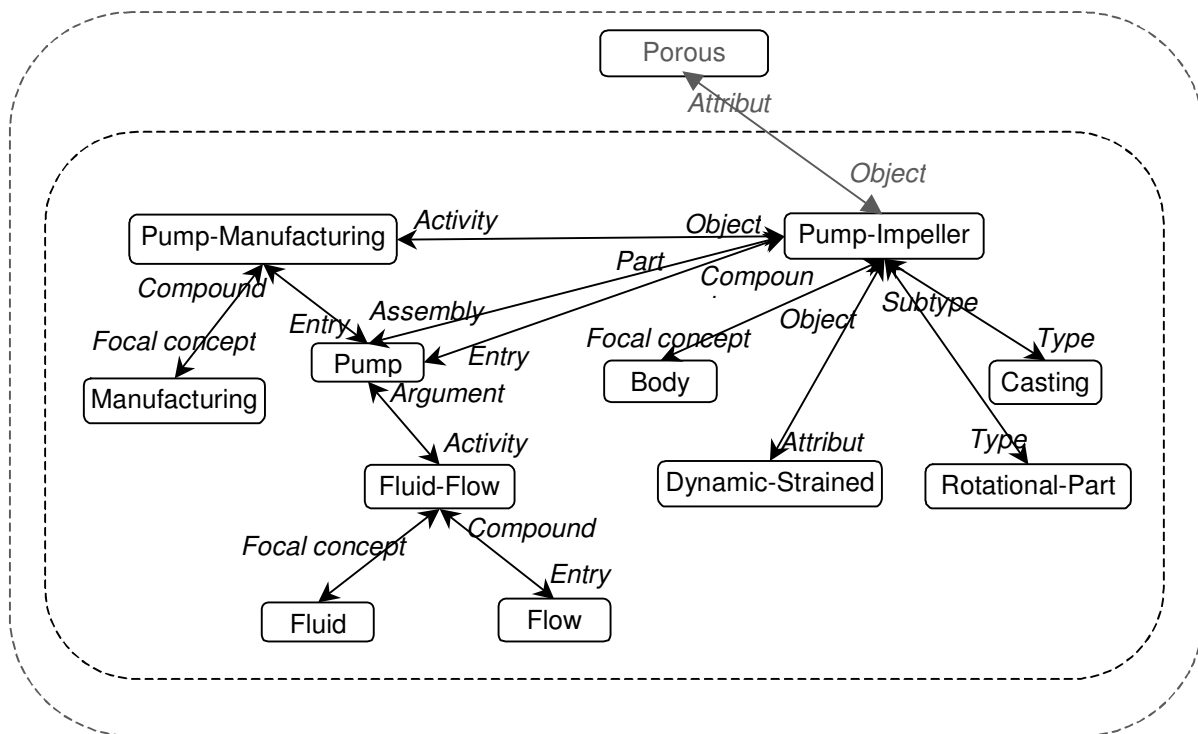 Porous
Attribut
Object
Pump-Manufacturing
Activity
Object
Pump-Impeller
Part
Compoun
.
Compound
Entry
Assembly
Entry
Focal concept
Object
Subtype
Focal concept
Type
Pump
Body
Casting
Manufacturing
Argument
Activity
Attribut
Type
Fluid-Flow
Dynamic-Strained
Rotational-Part
Focal concept
Compound
Entry
Fluid
Flow